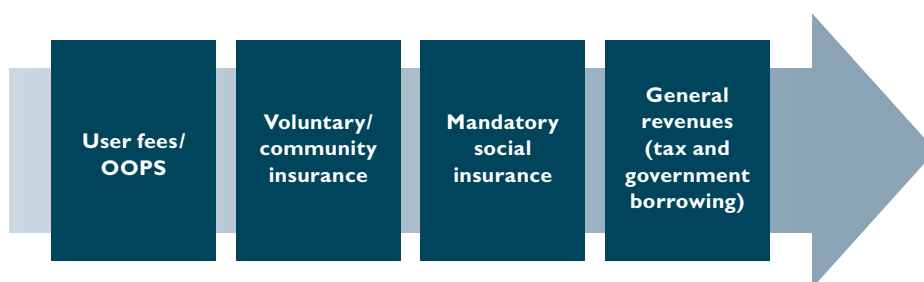 User fees/
OOPS
Voluntary/
community
insurance
Mandatory
social
insurance
General
revenues
(tax and
government
borrowing)